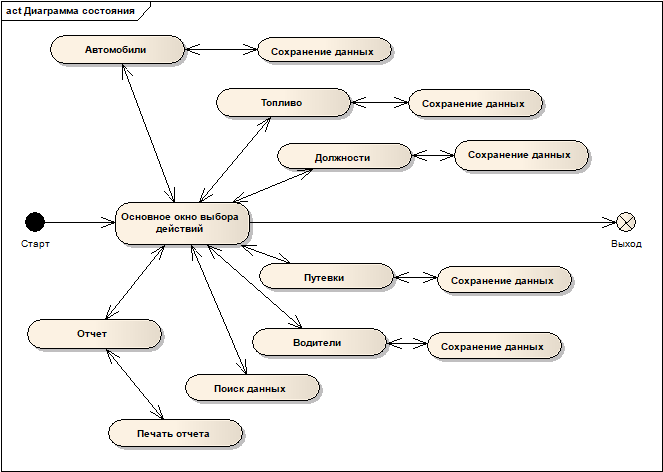 act Диаграмма состояния
Автомобили
Сохранение данных
Топливо
Сохранение данных
Должности
Сохранение данных
Основное окно выбора
действий
Старт
Выход
Путевки
Сохранение данных
Отчет
Водители
Сохранение данных
Поиск данных
Печать отчета